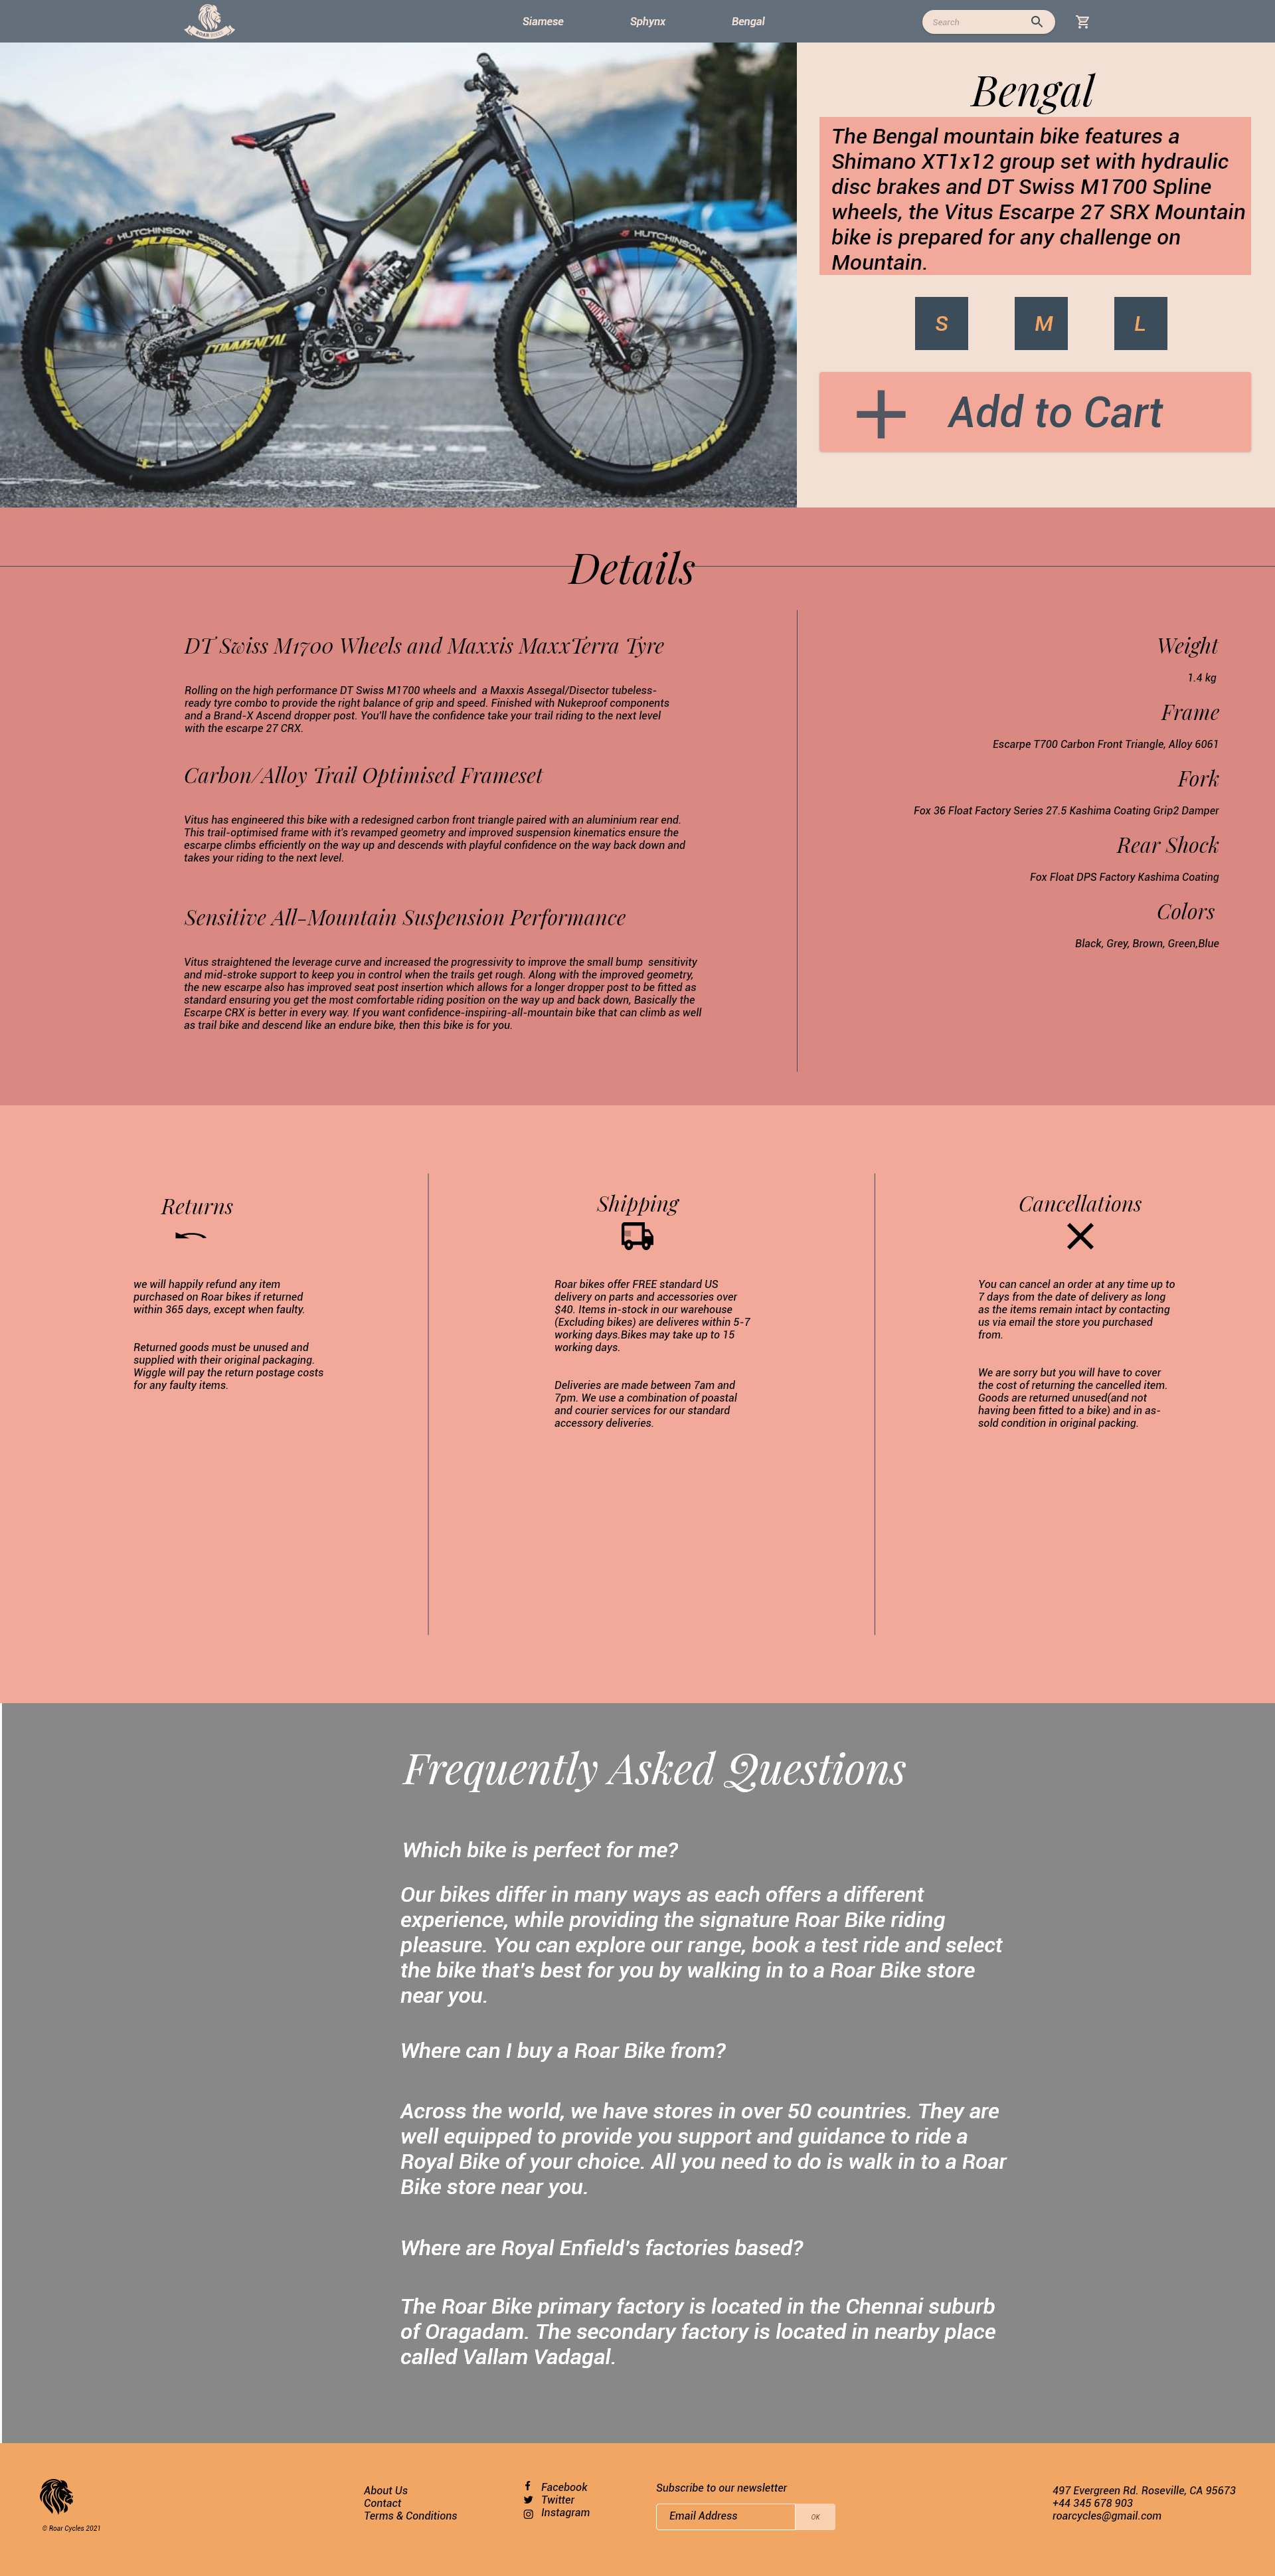 ROAR BIKES
Siamese
Sphynx
Bengal
Search
HUTCHINSON
HUTCHINSON
COMMENCAL
spank
Bengal
The Bengal mountain bike features a
Shimano XT1x12 group set with hydraulic
disc brakes and DT Swiss M1700 Spline
wheels, the Vitus Escarpe 27 SRX Mountain
bike is prepared for any challenge on
Mountain.
S
M
L
Add to Cart
Details
DT Swiss M1700 Wheels and Maxxis MaxxTerra Tyre
Rolling on the high performance DT Swiss M1700 wheels and  a Maxxis Assegal/Disector tubeless-
ready tyre combo to provide the right balance of grip and speed. Finished with Nukeproof components
and a Brand-X Ascend dropper post. You'll have the confidence take your trail riding to the next level
with the escarpe 27 CRX.
Carbon/Alloy Trail Optimised Frameset
Vitus has engineered this bike with a redesigned carbon front triangle paired with an aluminium rear end.
This trail-optimised frame with it's revamped geometry and improved suspension kinematics ensure the
escarpe climbs efficiently on the way up and descends with playful confidence on the way back down and
takes your riding to the next level.
Sensitive All-Mountain Suspension Performance
Vitus straightened the leverage curve and increased the progressivity to improve the small bump  sensitivity
and mid-stroke support to keep you in control when the trails get rough. Along with the improved geometry,
the new escarpe also has improved seat post insertion which allows for a longer dropper post to be fitted as
standard ensuring you get the most comfortable riding position on the way up and back down, Basically the
Escarpe CRX is better in every way. If you want confidence-inspiring-all-mountain bike that can climb as well
as trail bike and descend like an endure bike, then this bike is for you.
Weight
1.4 kg
Frame
Escarpe T700 Carbon Front Triangle, Alloy 6061
Fork
Fox 36 Float Factory Series 27.5 Kashima Coating Grip2 Damper
Rear Shock
Fox Float DPS Factory Kashima Coating
Colors
Black, Grey, Brown, Green,Blue
Returns
we will happily refund any item
purchased on Roar bikes if returned
within 365 days, except when faulty.
Returned goods must be unused and
supplied with their original packaging.
Wiggle will pay the return postage costs
for any faulty items.
Shipping
Roar bikes offer FREE standard US
delivery on parts and accessories over
$40. Items in-stock in our warehouse
(Excluding bikes) are deliveres within 5-7
working days.Bikes may take up to 15
working days.
Deliveries are made between 7am and
7pm. We use a combination of poastal
and courier services for our standard
accessory deliveries.
Cancellations
You can cancel an order at any time up to
7 days from the date of delivery as long
as the items remain intact by contacting
us via email the store you purchased
from.
We are sorry but you will have to cover
the cost of returning the cancelled item.
Goods are returned unused(and not
having been fitted to a bike) and in as-
sold condition in original packing.
Frequently Asked Questions
Which bike is perfect for me?
Our bikes differ in many ways as each offers a different
experience, while providing the signature Roar Bike riding
pleasure. You can explore our range, book a test ride and select
the bike that's best for you by walking in to a Roar Bike store
near you.
Where can I buy a Roar Bike from?
Across the world, we have stores in over 50 countries. They are
well equipped to provide you support and guidance to ride a
Royal Bike of your choice. All you need to do is walk in to a Roar
Bike store near you.
Where are Royal Enfield's factories based?
The Roar Bike primary factory is located in the Chennai suburb
of Oragadam. The secondary factory is located in nearby place
called Vallam Vadagal.
© Roar Cycles 2021
About Us
Contact
Terms & Conditions
Facebook
Twitter
Instagram
Subscribe to our newsletter
Email Address
OK
497 Evergreen Rd. Roseville, CA 95673
+44 345 678 903
roarcycles@gmail.com